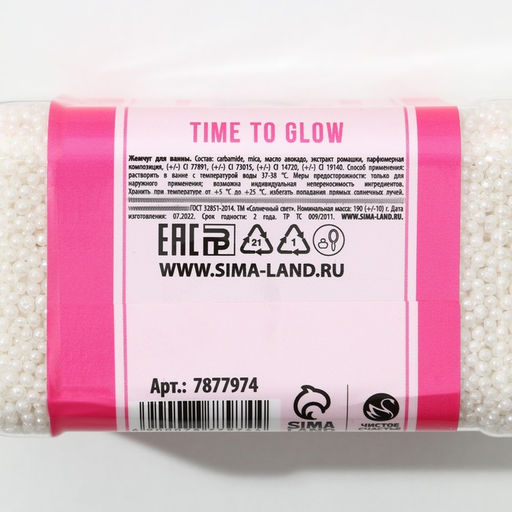 TIME TO GLOW
Жемчуг для ванны. Состав: carbamide, mica, масло авокадо, экстракт ромашки, парфюмерная
композиция, (+/-) CI 77891, (+/-) CI 73015, (+/-) CI 14720, (+/-) CI 19140. Способ применения:
растворить в ванне с температурой воды 37-38 °С. Меры предосторожности: только для
наружного применения; возможна индивидуальная непереносимость ингредиентов.
Хранить при температуре от +5 °С до +25 °С, избегать попадания прямых солнечных лучей.
ГОСТ 32851-2014. ТМ «Солнечный свет». Номинальная масса: 190 (+/-10) г. Дата
изготовления: 07.2022. Срок годности: 2 года. ТР ТС 009/2011. WWW.SIMA-LAND.RU.
EAC 21 1
WWW.SIMA-LAND.RU
Арт.: 7877974
SIMA
LAND
ЧИСТОЕ
СЧАСТЬЕ